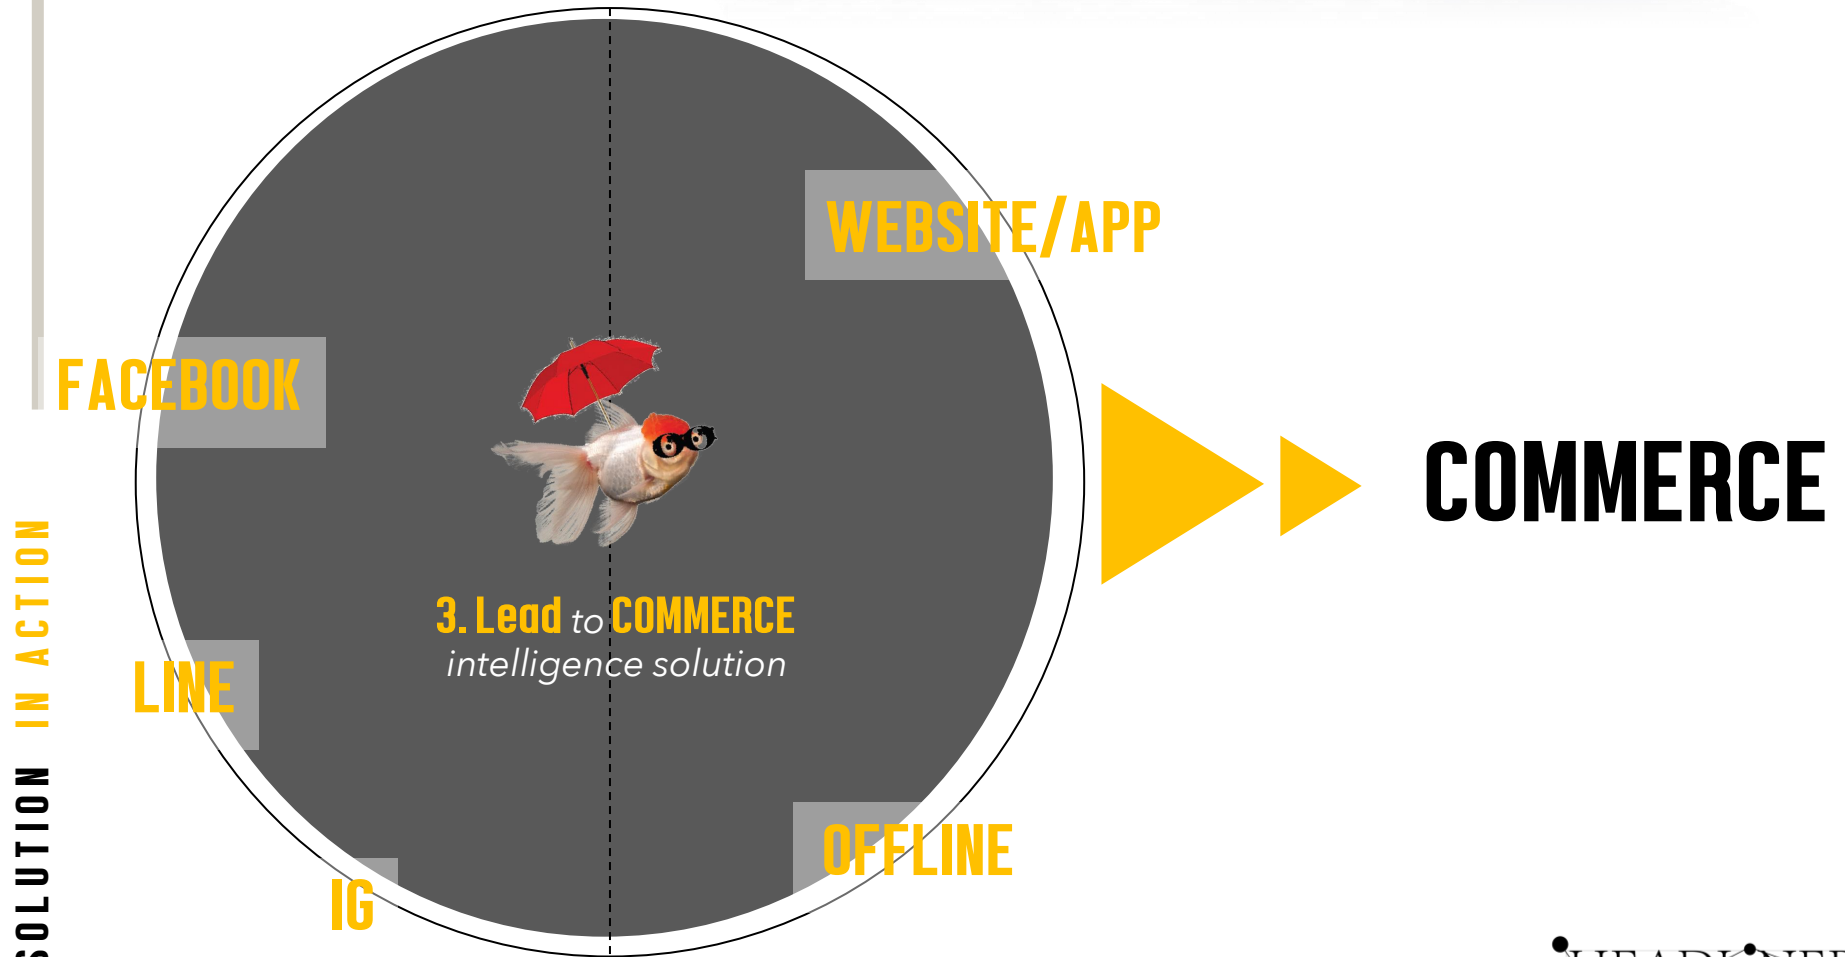 WEBSITE/APP
FACEBOOK
COMMERCE
3. Lead to COMMERCE
intelligence solution
LINE
OFFLINE
IG
SOLUTION IN ACTION